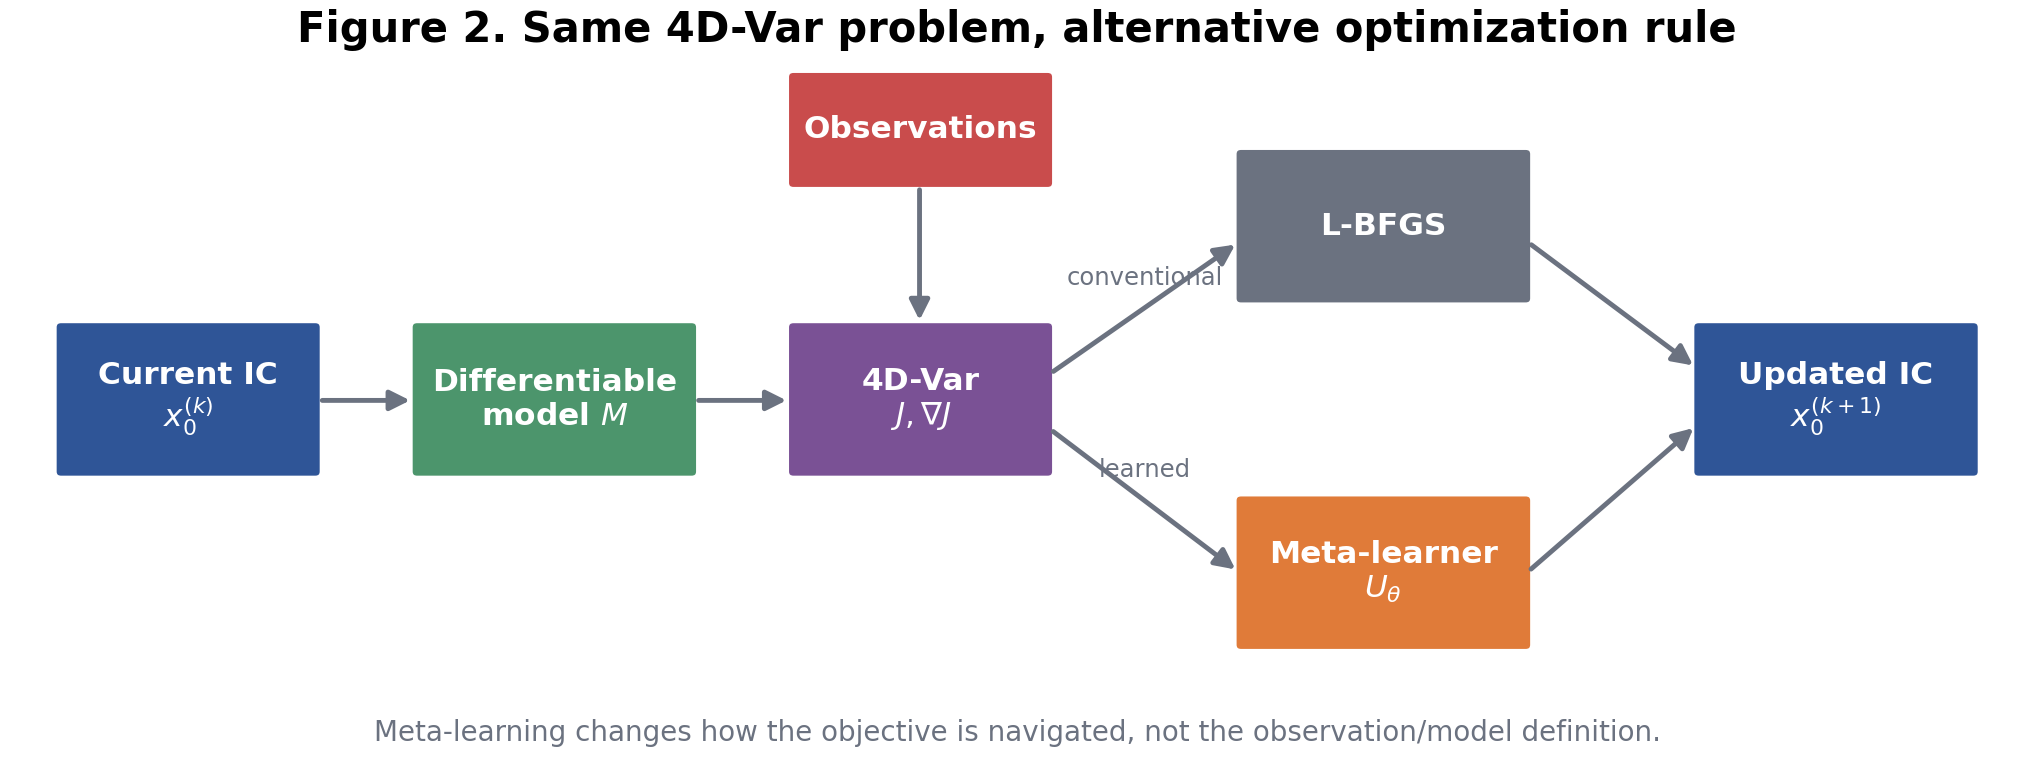 Figure 2. Same 4D-Var problem, alternative optimization rule
Observations
L-BFGS
conventional
Current IC
x₀⁽ᵏ⁾
Differentiable
model M
4D-Var
J, ∇J
Updated IC
x₀⁽ᵏ ⁺ ¹⁾
learned
Meta-learner
U_θ
Meta-learning changes how the objective is navigated, not the observation/model definition.